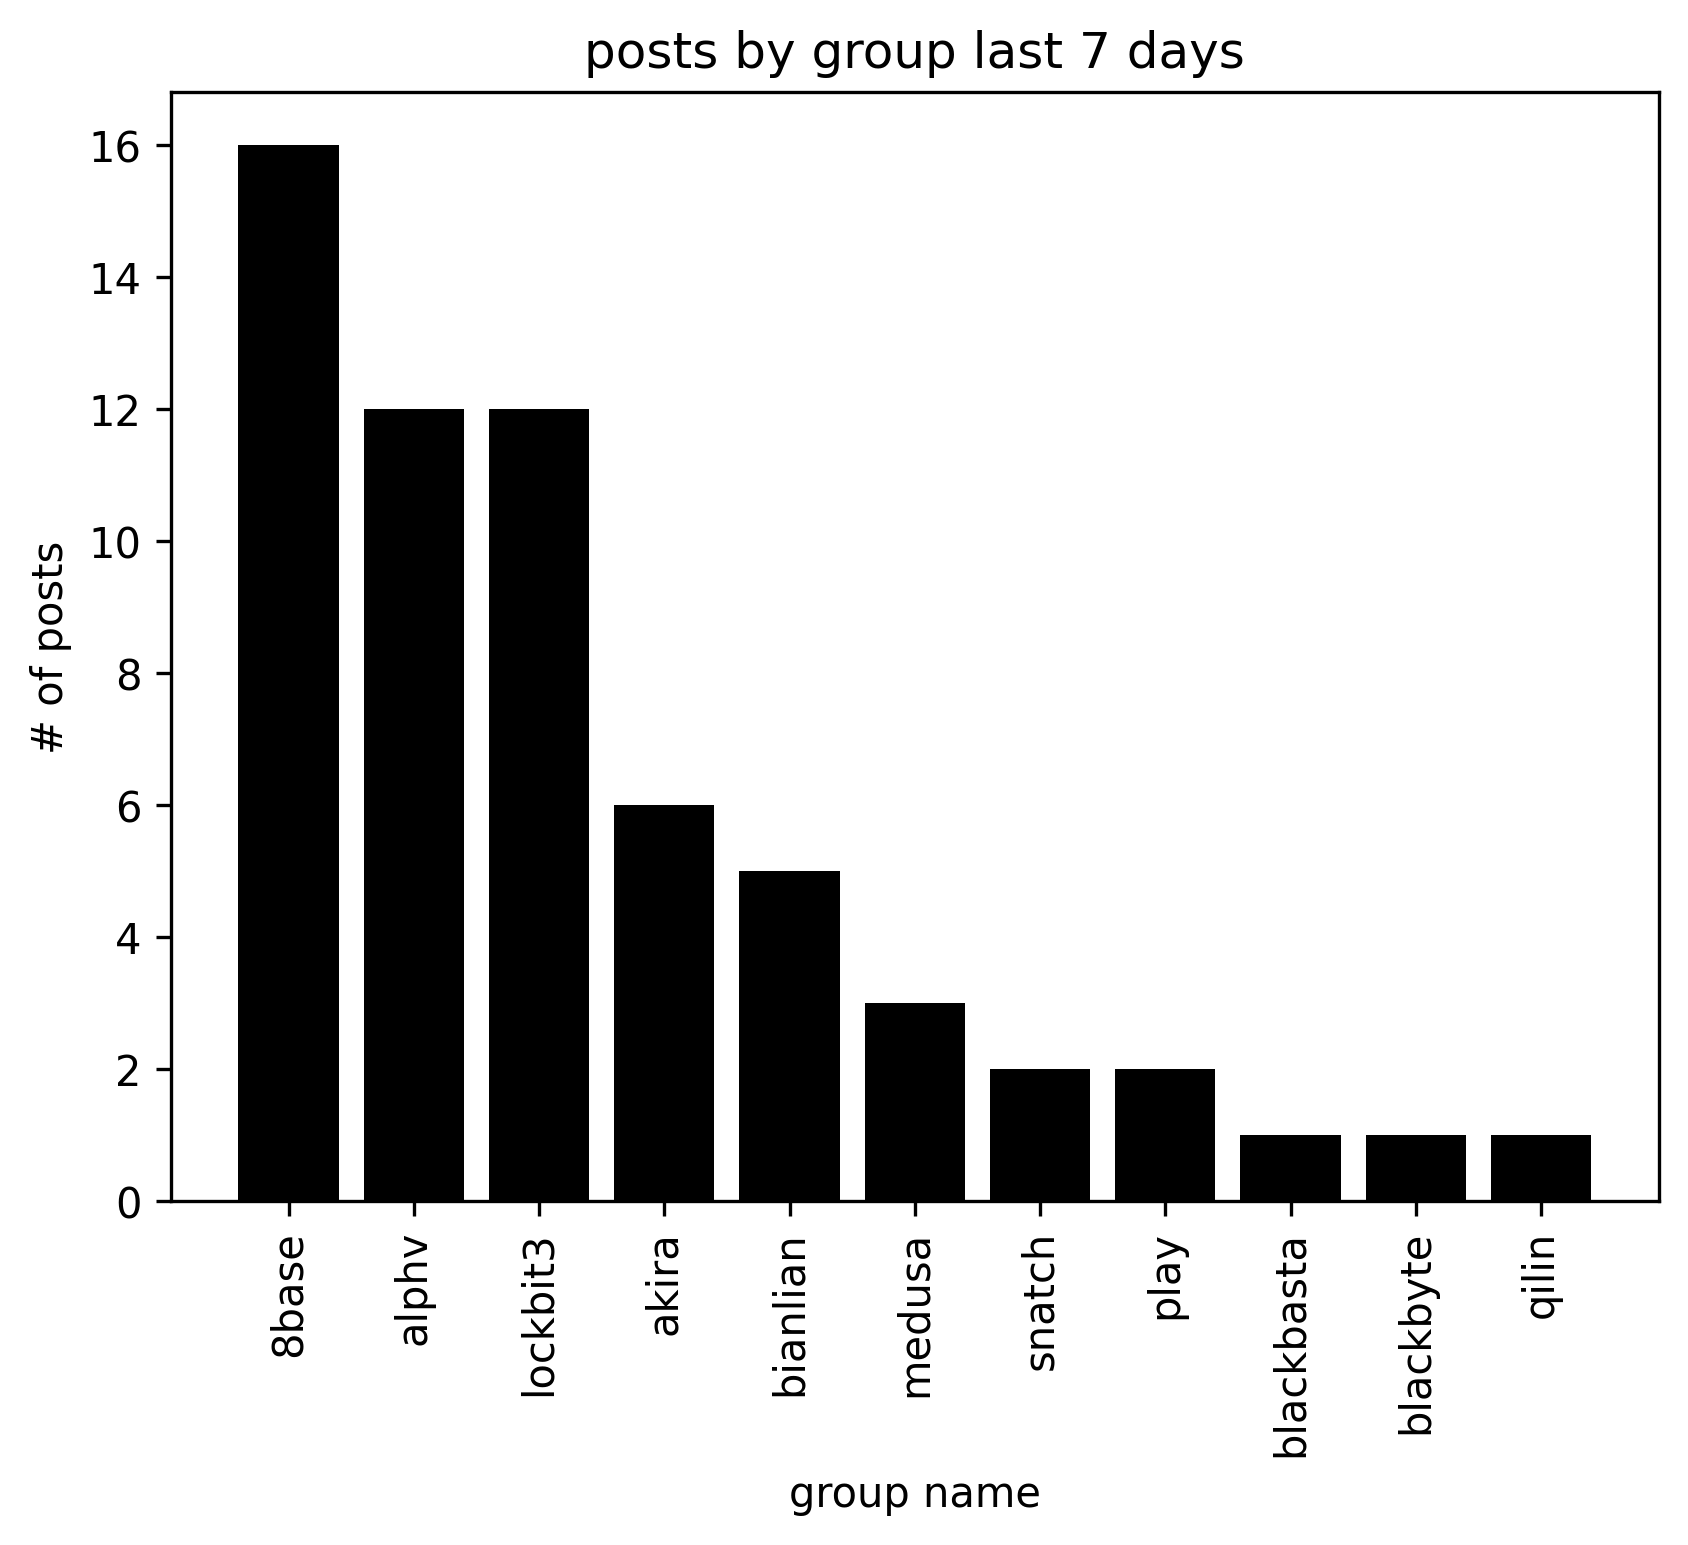 posts by group last 7 days
16
14
12
10
8
6
4
2
0
# of posts
8base
alphv
lockbit3
akira
bianlian
medusa
snatch
play
blackbasta
blackbyte
qilin
group name